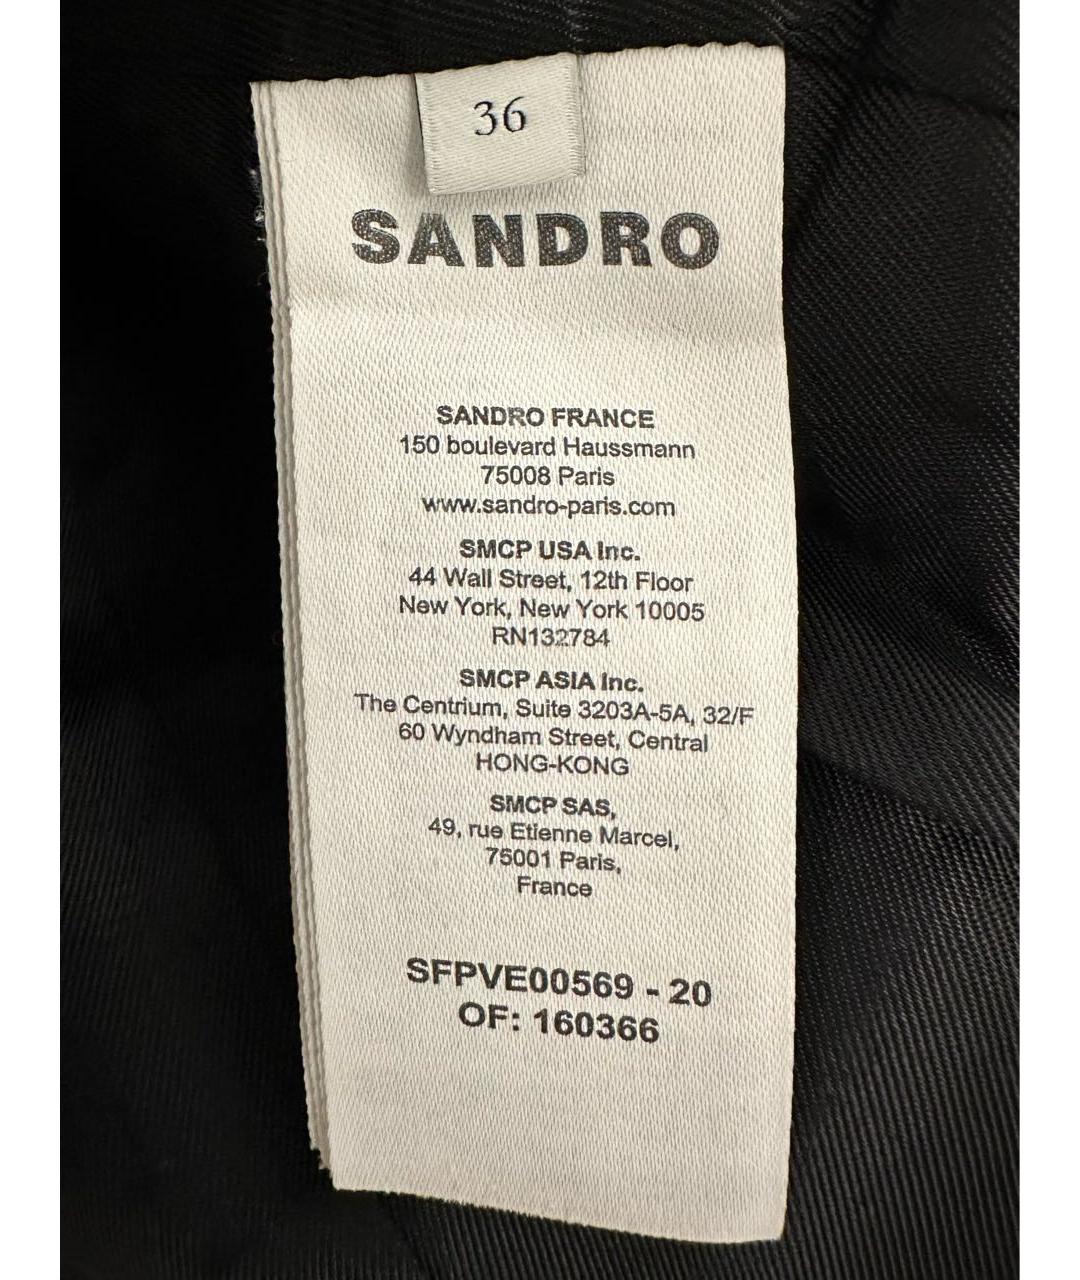 36
SANDRO
SANDRO FRANCE
150 boulevard Haussmann
75008 Paris
www.sandro-paris.com
SMCP USA Inc.
44 Wall Street, 12th Floor
New York, New York 10005
RN132784
SMCP ASIA Inc.
The Centrium, Suite 3203A-5A, 32/F
60 Wyndham Street, Central
HONG-KONG
SMCP SAS,
49, rue Etienne Marcel,
75001 Paris,
France
SFPVE00569 - 20
OF: 160366